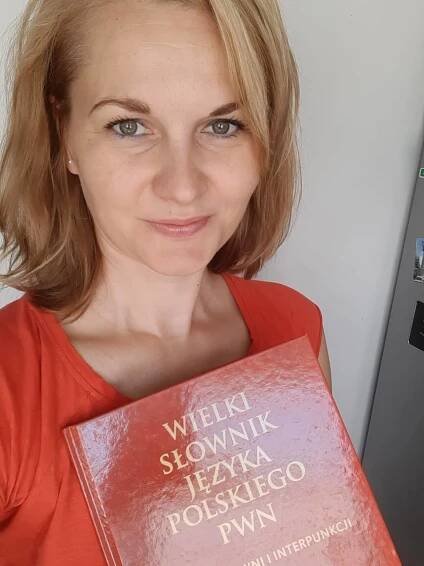 WIELKI
SŁOWNIK
JĘZYKA
POLSKIEGO
PWN
I INTERPUNKCJI